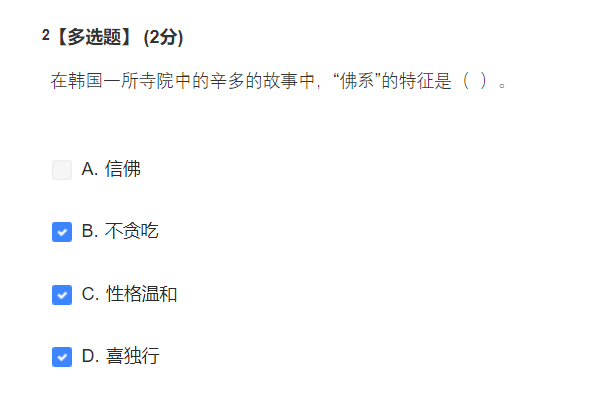 2【多选题】 (2分)
在韩国一所寺院中的辛多的故事中，“佛系”的特征是（ ）。
A. 信佛
B. 不贪吃
C. 性格温和
D. 喜独行